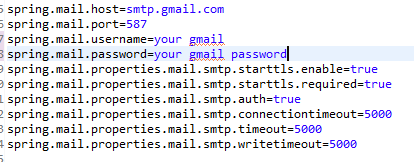 spring.mail.host=smtp.gmail.com
spring.mail.port=587
spring.mail.username=your gmail
spring.mail.password=your gmail password
spring.mail.properties.mail.smtp.starttls.enable=true
spring.mail.properties.mail.smtp.starttls.required=true
spring.mail.properties.mail.smtp.auth=true
spring.mail.properties.mail.smtp.connectiontimeout=5000
spring.mail.properties.mail.smtp.timeout=5000
spring.mail.properties.mail.smtp.writetimeout=5000